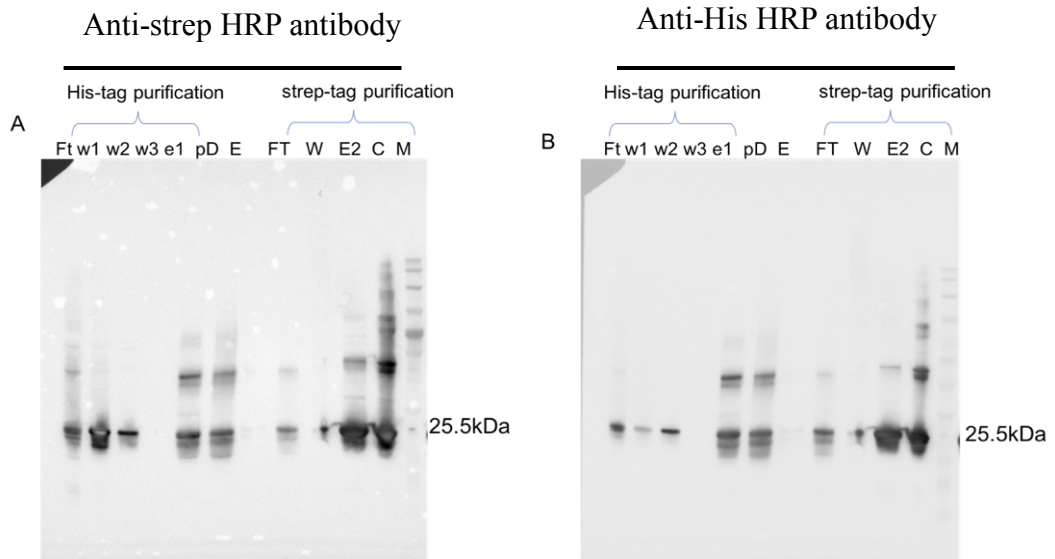 Anti-strep HRP antibody
His-tag purification
strep-tag purification
A
Ft w1 w2 w3 e1 pD E FT W E2 C M
25.5kDa
Anti-His HRP antibody
His-tag purification
strep-tag purification
B
Ft w1 w2 w3 e1 pD E FT W E2 C M
25.5kDa